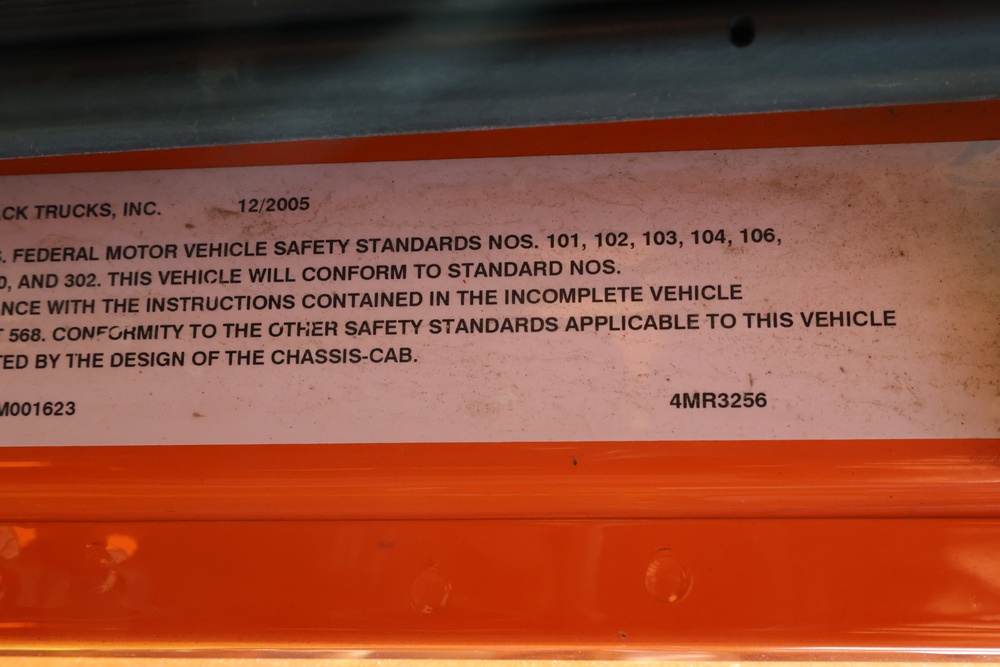 ACK TRUCKS, INC. 12/2005
S. FEDERAL MOTOR VEHICLE SAFETY STANDARDS NOS. 101, 102, 103, 104, 106,
0, AND 302. THIS VEHICLE WILL CONFORM TO STANDARD NOS.
NCE WITH THE INSTRUCTIONS CONTAINED IN THE INCOMPLETE VEHICLE
T 568. CONFORMITY TO THE OTHER SAFETY STANDARDS APPLICABLE TO THIS VEHICLE
TED BY THE DESIGN OF THE CHASSIS-CAB.
M001623 4MR3256